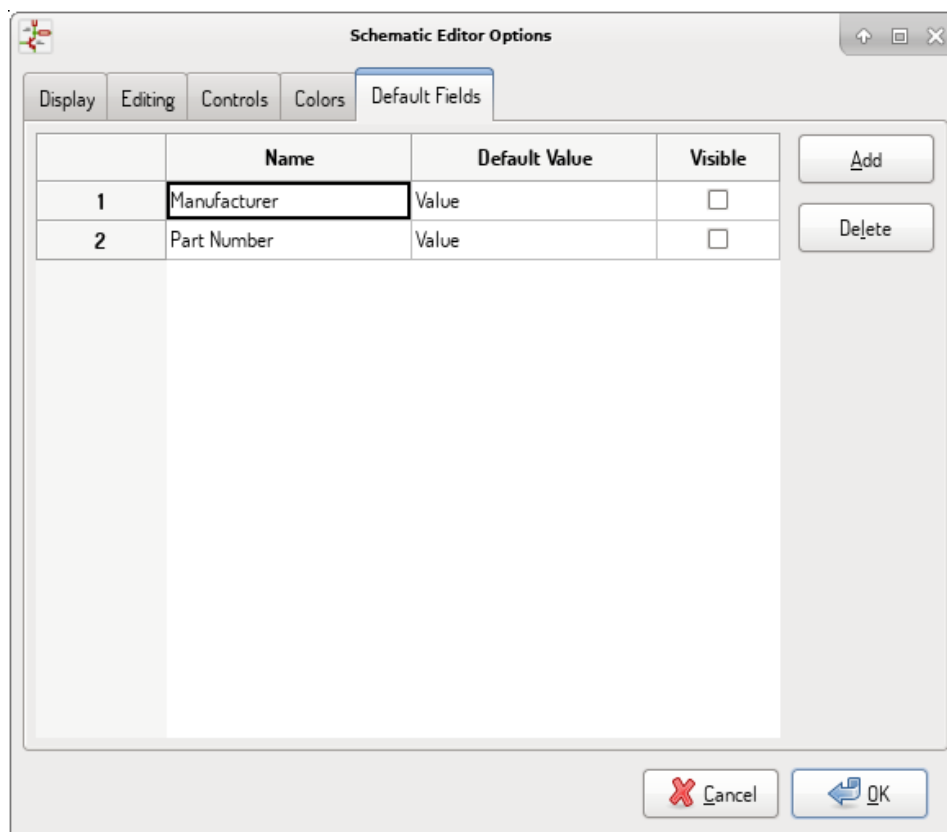 Schematic Editor Options
Display Editing Controls Colors Default Fields
Name Default Value Visible
Add
1 Manufacturer Value
2 Part Number Value
Delete
Cancel OK